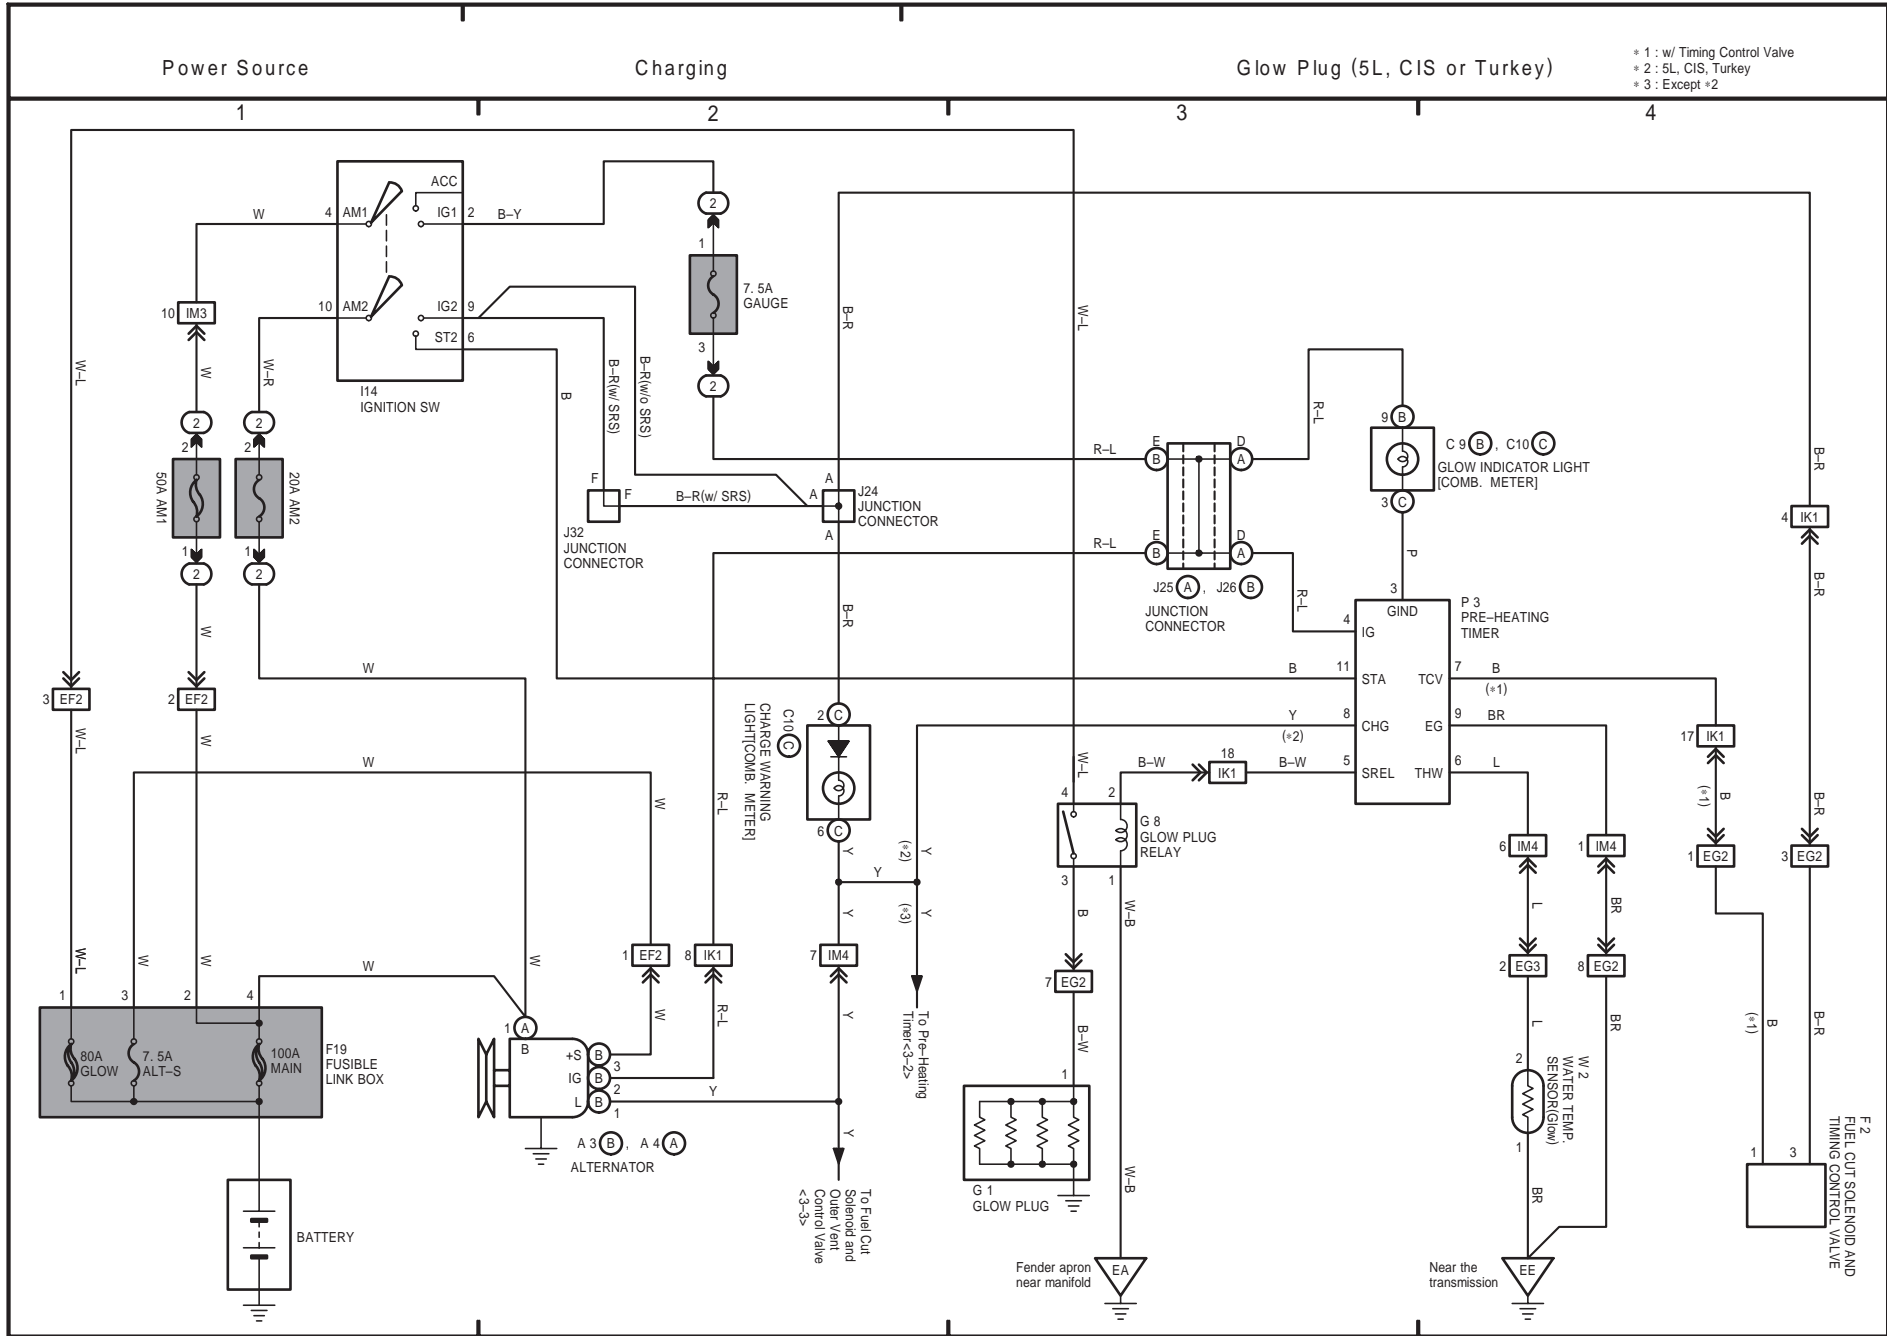 Power Source
Charging
Glow Plug (5L, CIS or Turkey)
∗ 1 : w/ Timing Control Valve
∗ 2 : 5L, CIS, Turkey
∗ 3 : Except ∗2
1
2
3
4
W
4
AM1
ACC
IG1
2
B–Y
10
AM2
IG2
9
ST2
6
I14
IGNITION SW
10
IM3
W
W–R
W–L
2
2
2
2
50A AM1
20A AM2
1
1
2
2
W
W
3
EF2
2
EF2
W–L
W
W
W–L
W
W
W
1
3
2
4
80A
GLOW
7. 5A
ALT–S
100A
MAIN
F19
FUSIBLE
LINK BOX
BATTERY
2
1
7. 5A
GAUGE
3
2
B
B–R(w/ SRS)
B–R(w/o SRS)
F
F
B–R(w/ SRS)
J32
JUNCTION
CONNECTOR
A
A
A
J24
JUNCTION
CONNECTOR
B–R
B–R
CHARGE WARNING
LIGHT[COMB. METER]
C10
C
2
C
6
C
Y
Y
Y
W
W
W
1
EF2
8
IK1
R–L
R–L
7
IM4
Y
Y
Y
(∗2)
Y
(∗3)
To Pre–Heating
Timer<3–2>
1
A
B
+S
B
3
IG
B
2
L
B
1
Y
A 3
B
, A 4
A
ALTERNATOR
To Fuel Cut
Solenoid and
Outer Vent
Control Valve
<3–3>
W–L
R–L
E
B
D
A
R–L
E
B
D
A
J25
A
, J26
B
JUNCTION
CONNECTOR
R–L
R–L
9
B
C 9
B
, C10
C
GLOW INDICATOR LIGHT
[COMB. METER]
3
C
P
3
GIND
P 3
PRE–HEATING
TIMER
4
IG
B
11
STA
Y
(∗2)
8
CHG
B–W
18
IK1
B–W
5
SREL
TCV
7
B
(∗1)
EG
9
BR
THW
6
L
W–L
4
2
G 8
GLOW PLUG
RELAY
3
1
B
W–B
7
EG2
B–W
1
G 1
GLOW PLUG
W–B
Fender apron
near manifold
EA
6
IM4
1
IM4
L
BR
2
EG3
8
EG2
L
BR
2
W 2
WATER TEMP.
SENSOR(Glow)
1
BR
Near the
transmission
EE
17
IK1
B
(∗1)
1
EG2
B
(∗1)
B–R
4
IK1
B–R
B–R
3
EG2
B–R
1
3
F 2
FUEL CUT SOLENOID AND
TIMING CONTROL VALVE